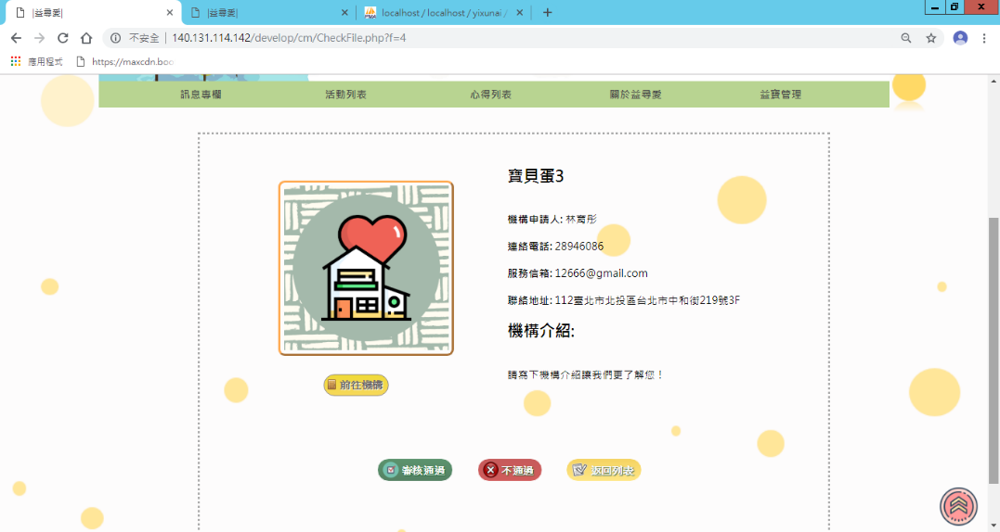 |益尋愛|
|益尋愛|
localhost / localhost / yixunai /
不安全 | 140.131.114.142/develop/cm/CheckFile.php?f=4
應用程式
https://maxcdn.boo
訊息專欄 活動列表 心得列表 關於益尋愛 益寶管理
寶貝蛋3
機構申請人: 林育彤
連絡電話: 28946086
服務信箱: 12666@gmail.com
聯絡地址: 112臺北市北投區台北市中和街219號3F
機構介紹:
請寫下機構介紹讓我們更了解您！
前往機構
審核通過 不通過 返回列表